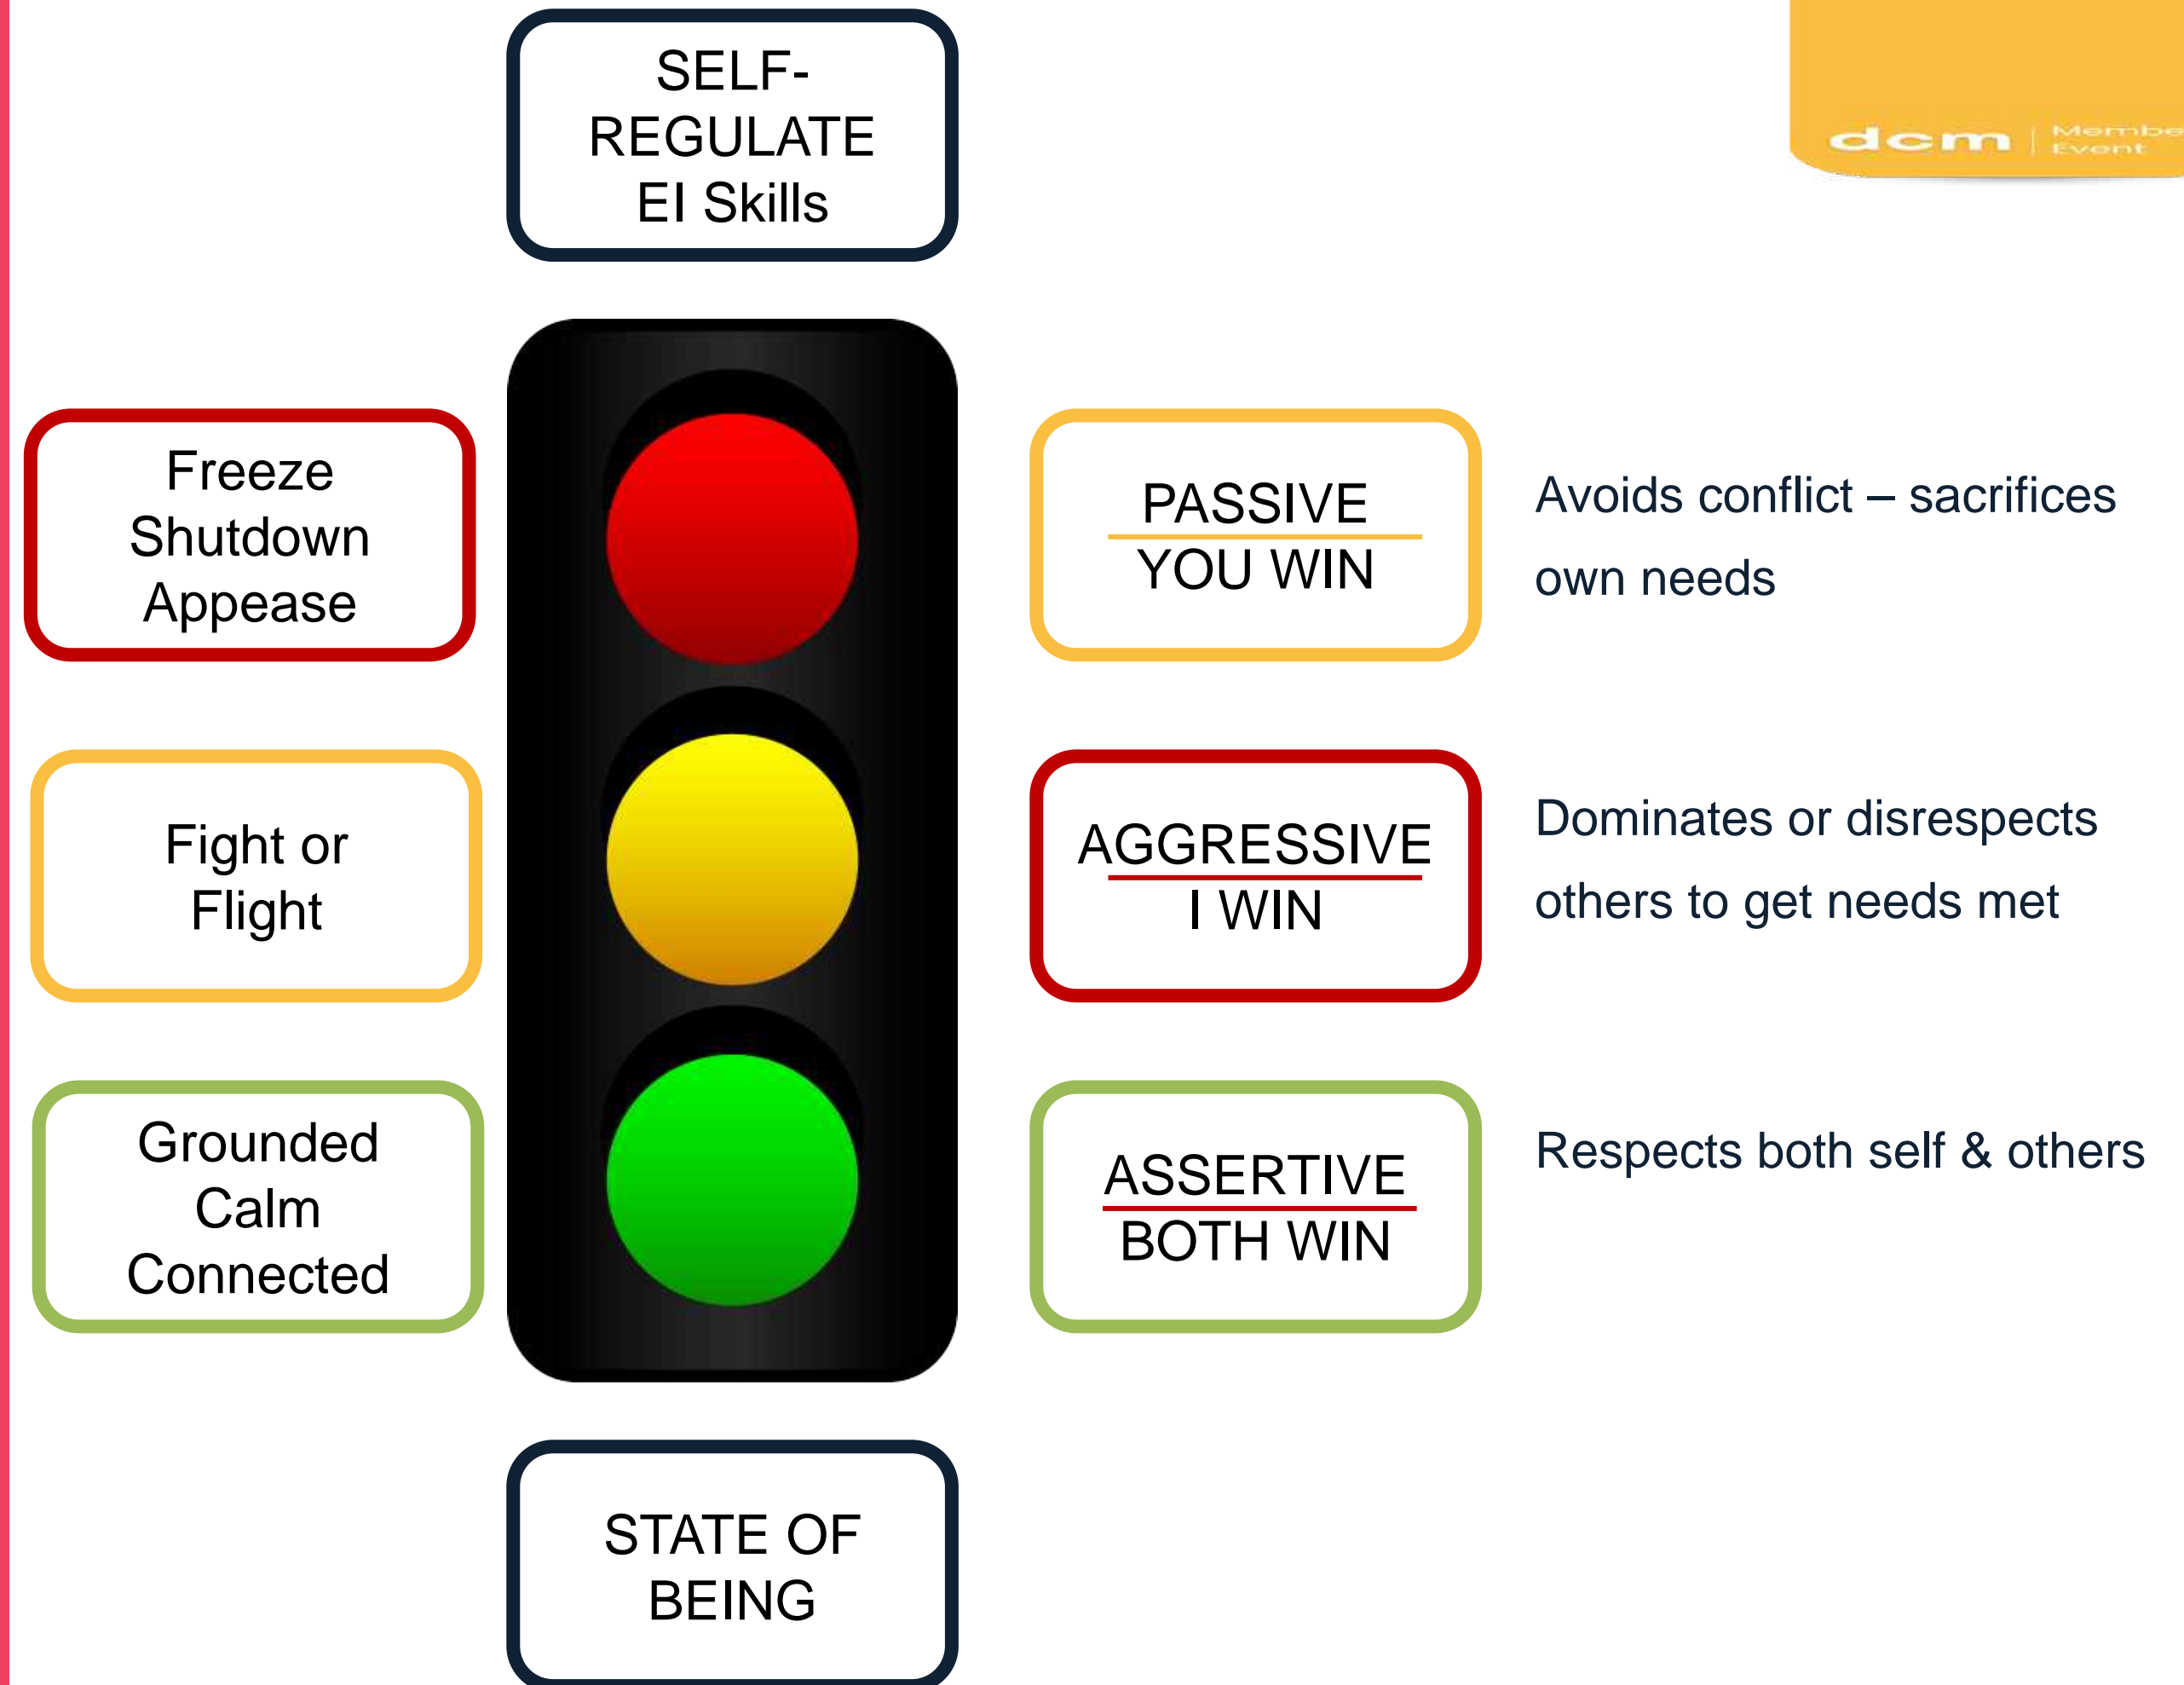 SELF-
REGULATE
EI Skills
dcm
Membe
Event
Freeze
Shutdown
Appease
PASSIVE
YOU WIN
Avoids conflict – sacrifices
own needs
Fight or
Flight
AGGRESSIVE
I WIN
Dominates or disrespects
others to get needs met
Grounded
Calm
Connected
ASSERTIVE
BOTH WIN
Respects both self & others
STATE OF
BEING